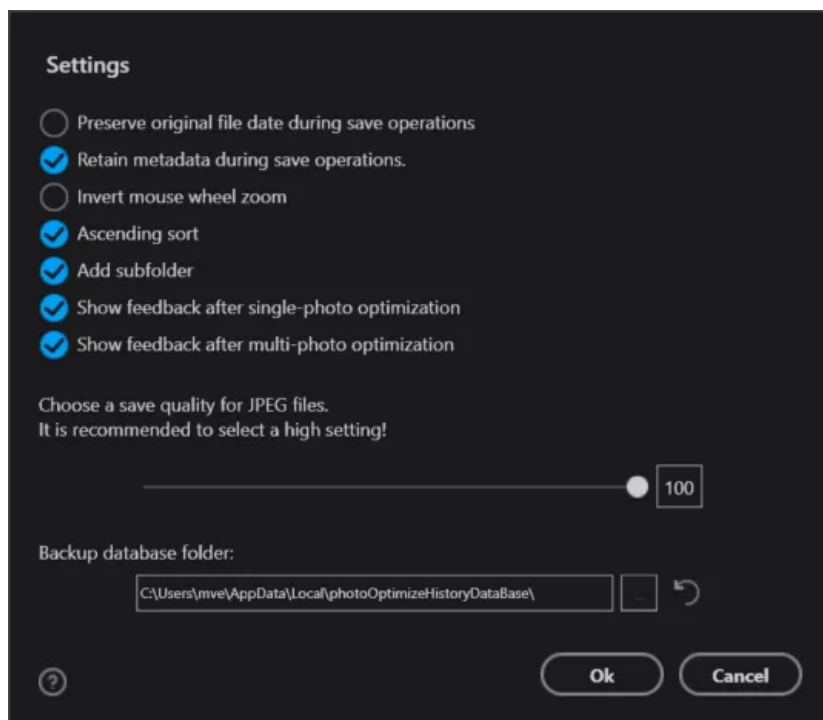 Settings
Preserve original file date during save operations
Retain metadata during save operations.
Invert mouse wheel zoom
Ascending sort
Add subfolder
Show feedback after single-photo optimization
Show feedback after multi-photo optimization
Choose a save quality for JPEG files.
It is recommended to select a high setting!
100
Backup database folder:
C:\Users\mve\AppData\Local\photoOptimizeHistoryDataBase\
...
?
Ok
Cancel